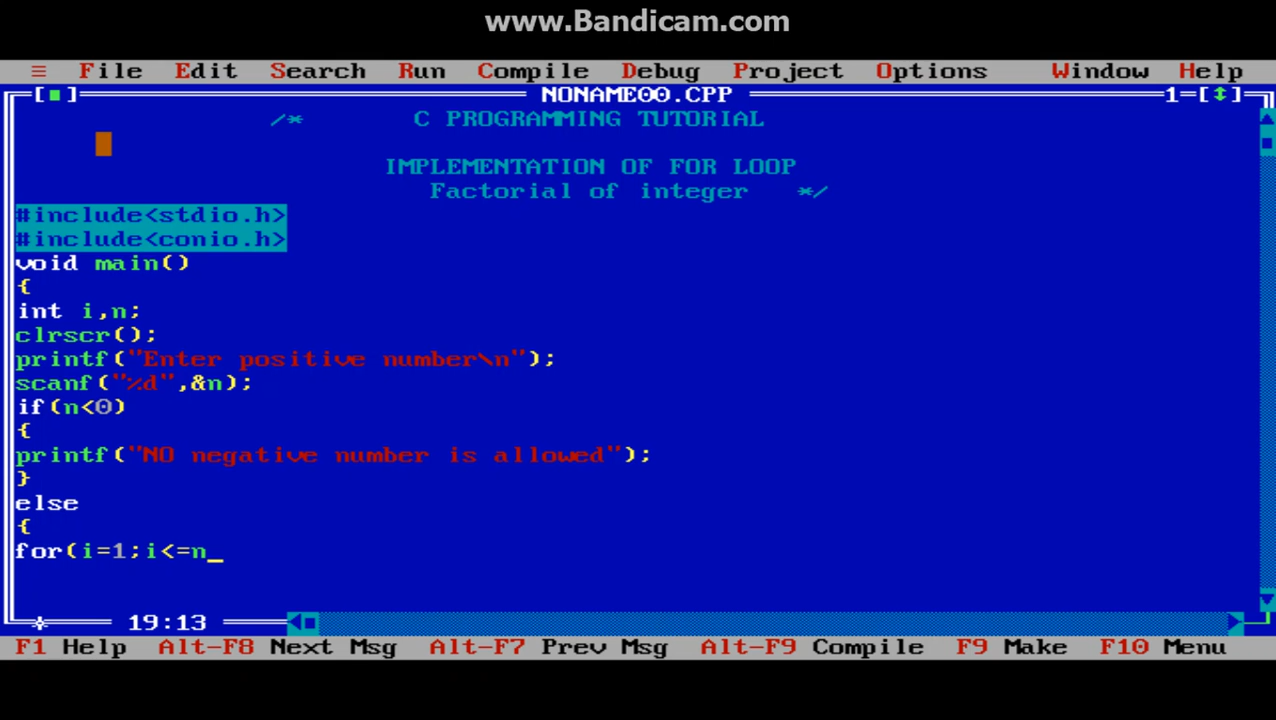 www.Bandicam.com
≡ File Edit Search Run Compile Debug Project Options Window Help
[■] NONAME00.CPP 1=[↕]
/* C PROGRAMMING TUTORIAL
IMPLEMENTATION OF FOR LOOP
Factorial of integer */
#include<stdio.h>
#include<conio.h>
void main()
{
int i,n;
clrscr();
printf("Enter positive number\n");
scanf("%d",&n);
if(n<0)
{
printf("NO negative number is allowed");
}
else
{
for(i=1;i<=n_
19:13
F1 Help Alt-F8 Next Msg Alt-F7 Prev Msg Alt-F9 Compile F9 Make F10 Menu